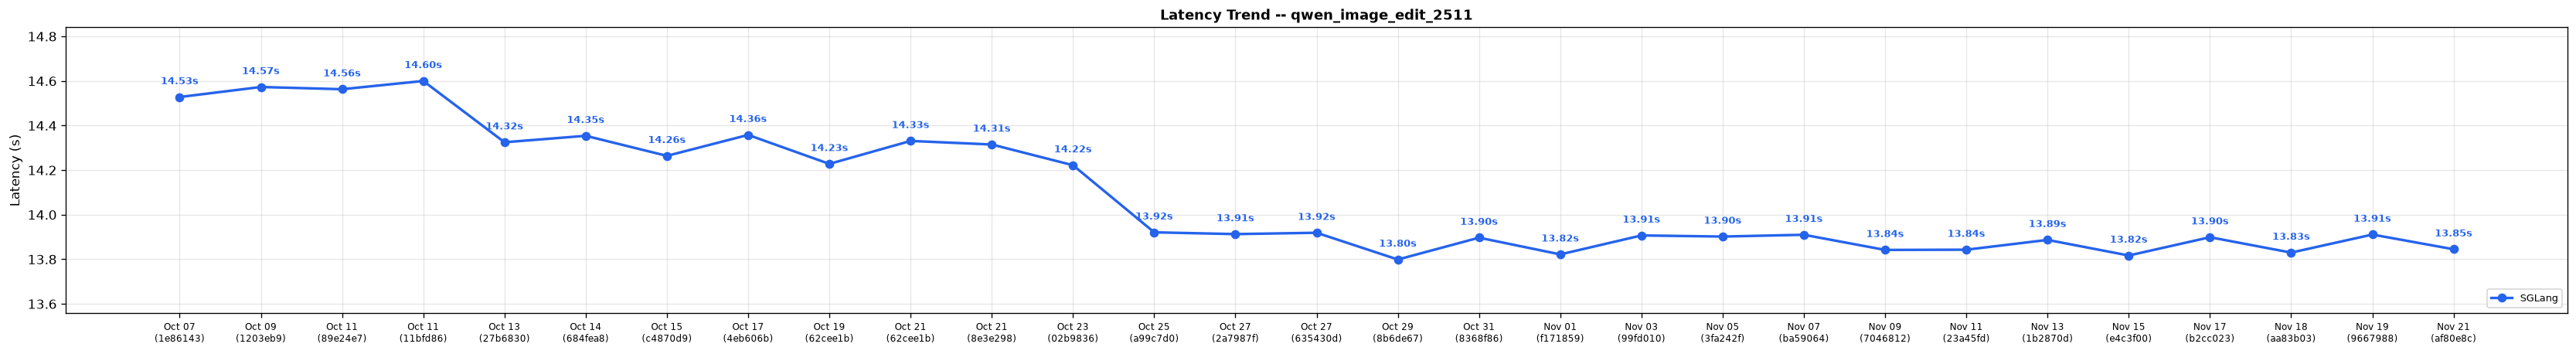 Latency Trend -- qwen_image_edit_2511
Latency (s)
14.8
14.6
14.4
14.2
14.0
13.8
13.6
14.53s
14.57s
14.56s
14.60s
14.32s
14.35s
14.26s
14.36s
14.23s
14.33s
14.31s
14.22s
13.92s
13.91s
13.92s
13.80s
13.90s
13.82s
13.91s
13.90s
13.91s
13.84s
13.84s
13.89s
13.82s
13.90s
13.83s
13.91s
13.85s
SGLang
Oct 07
(1e86143)
Oct 09
(1203eb9)
Oct 11
(89e24e7)
Oct 11
(11bfd86)
Oct 13
(27b6830)
Oct 14
(684fea8)
Oct 15
(c4870d9)
Oct 17
(4eb606b)
Oct 19
(62cee1b)
Oct 21
(62cee1b)
Oct 21
(8e3e298)
Oct 23
(02b9836)
Oct 25
(a99c7d0)
Oct 27
(2a7987f)
Oct 27
(635430d)
Oct 29
(8b6de67)
Oct 31
(8368f86)
Nov 01
(f171859)
Nov 03
(99fd010)
Nov 05
(3fa242f)
Nov 07
(ba59064)
Nov 09
(7046812)
Nov 11
(23a45fd)
Nov 13
(1b2870d)
Nov 15
(e4c3f00)
Nov 17
(b2cc023)
Nov 18
(aa83b03)
Nov 19
(9667988)
Nov 21
(af80e8c)